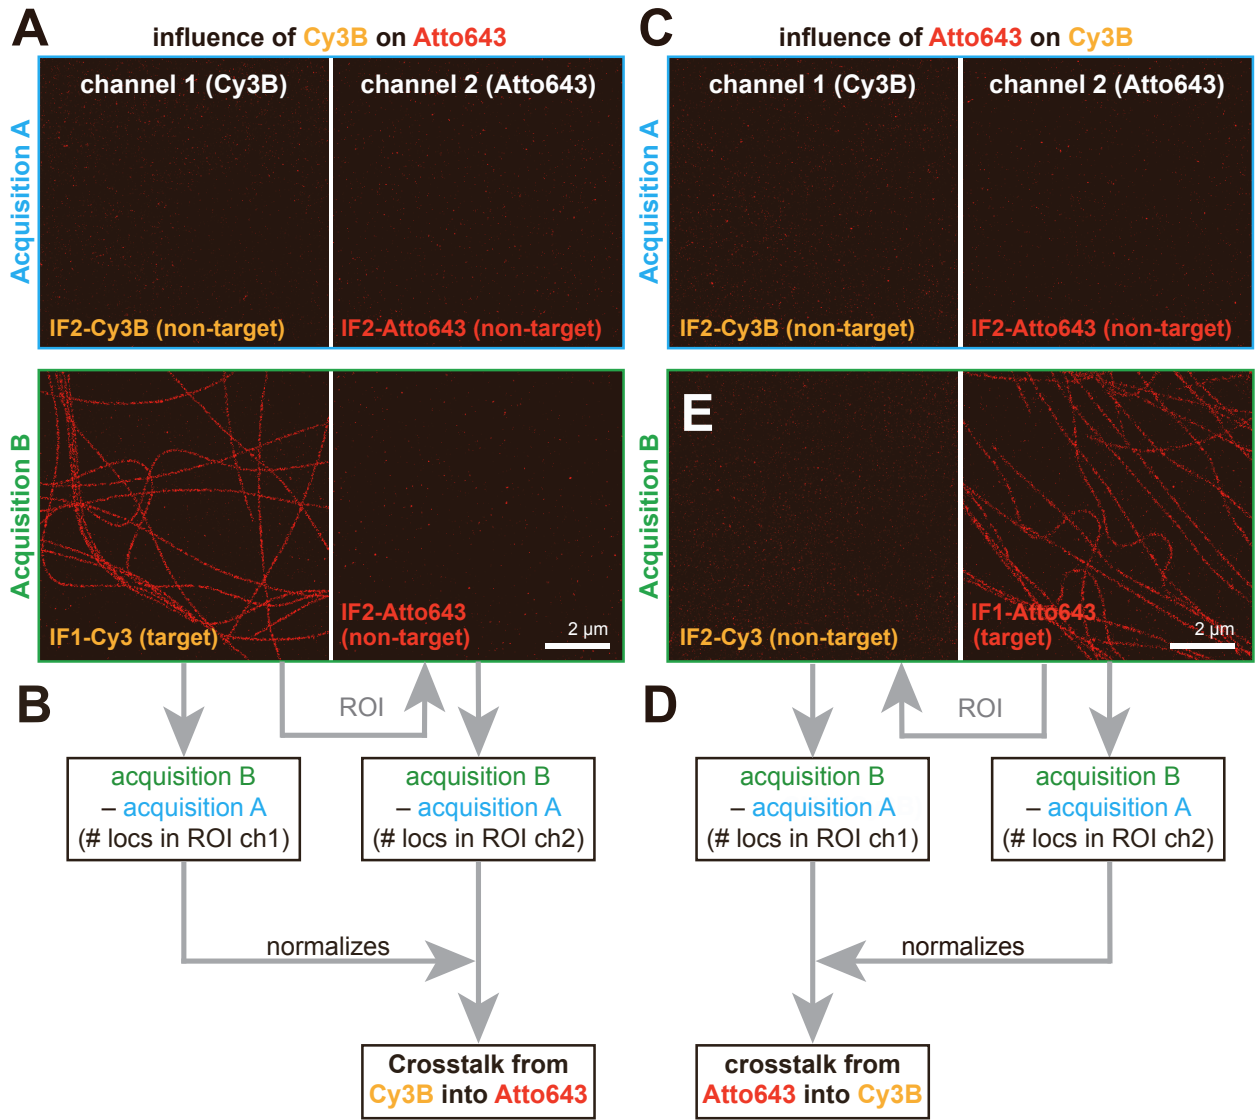 A
influence of Cy3B on Atto643
Acquisition A
channel 1 (Cy3B)
channel 2 (Atto643)
IF2-Cy3B (non-target)
IF2-Atto643 (non-target)
Acquisition B
IF1-Cy3 (target)
IF2-Atto643
(non-target)
2 µm
B
ROI
acquisition B
– acquisition A
(# locs in ROI ch1)
acquisition B
– acquisition A
(# locs in ROI ch2)
normalizes
Crosstalk from
Cy3B into Atto643
C
influence of Atto643 on Cy3B
Acquisition A
channel 1 (Cy3B)
channel 2 (Atto643)
IF2-Cy3B (non-target)
IF2-Atto643 (non-target)
Acquisition B
E
IF2-Cy3 (non-target)
IF1-Atto643
(target)
2 µm
D
ROI
acquisition B
– acquisition A
(# locs in ROI ch1)
acquisition B
– acquisition A
(# locs in ROI ch2)
normalizes
crosstalk from
Atto643 into Cy3B